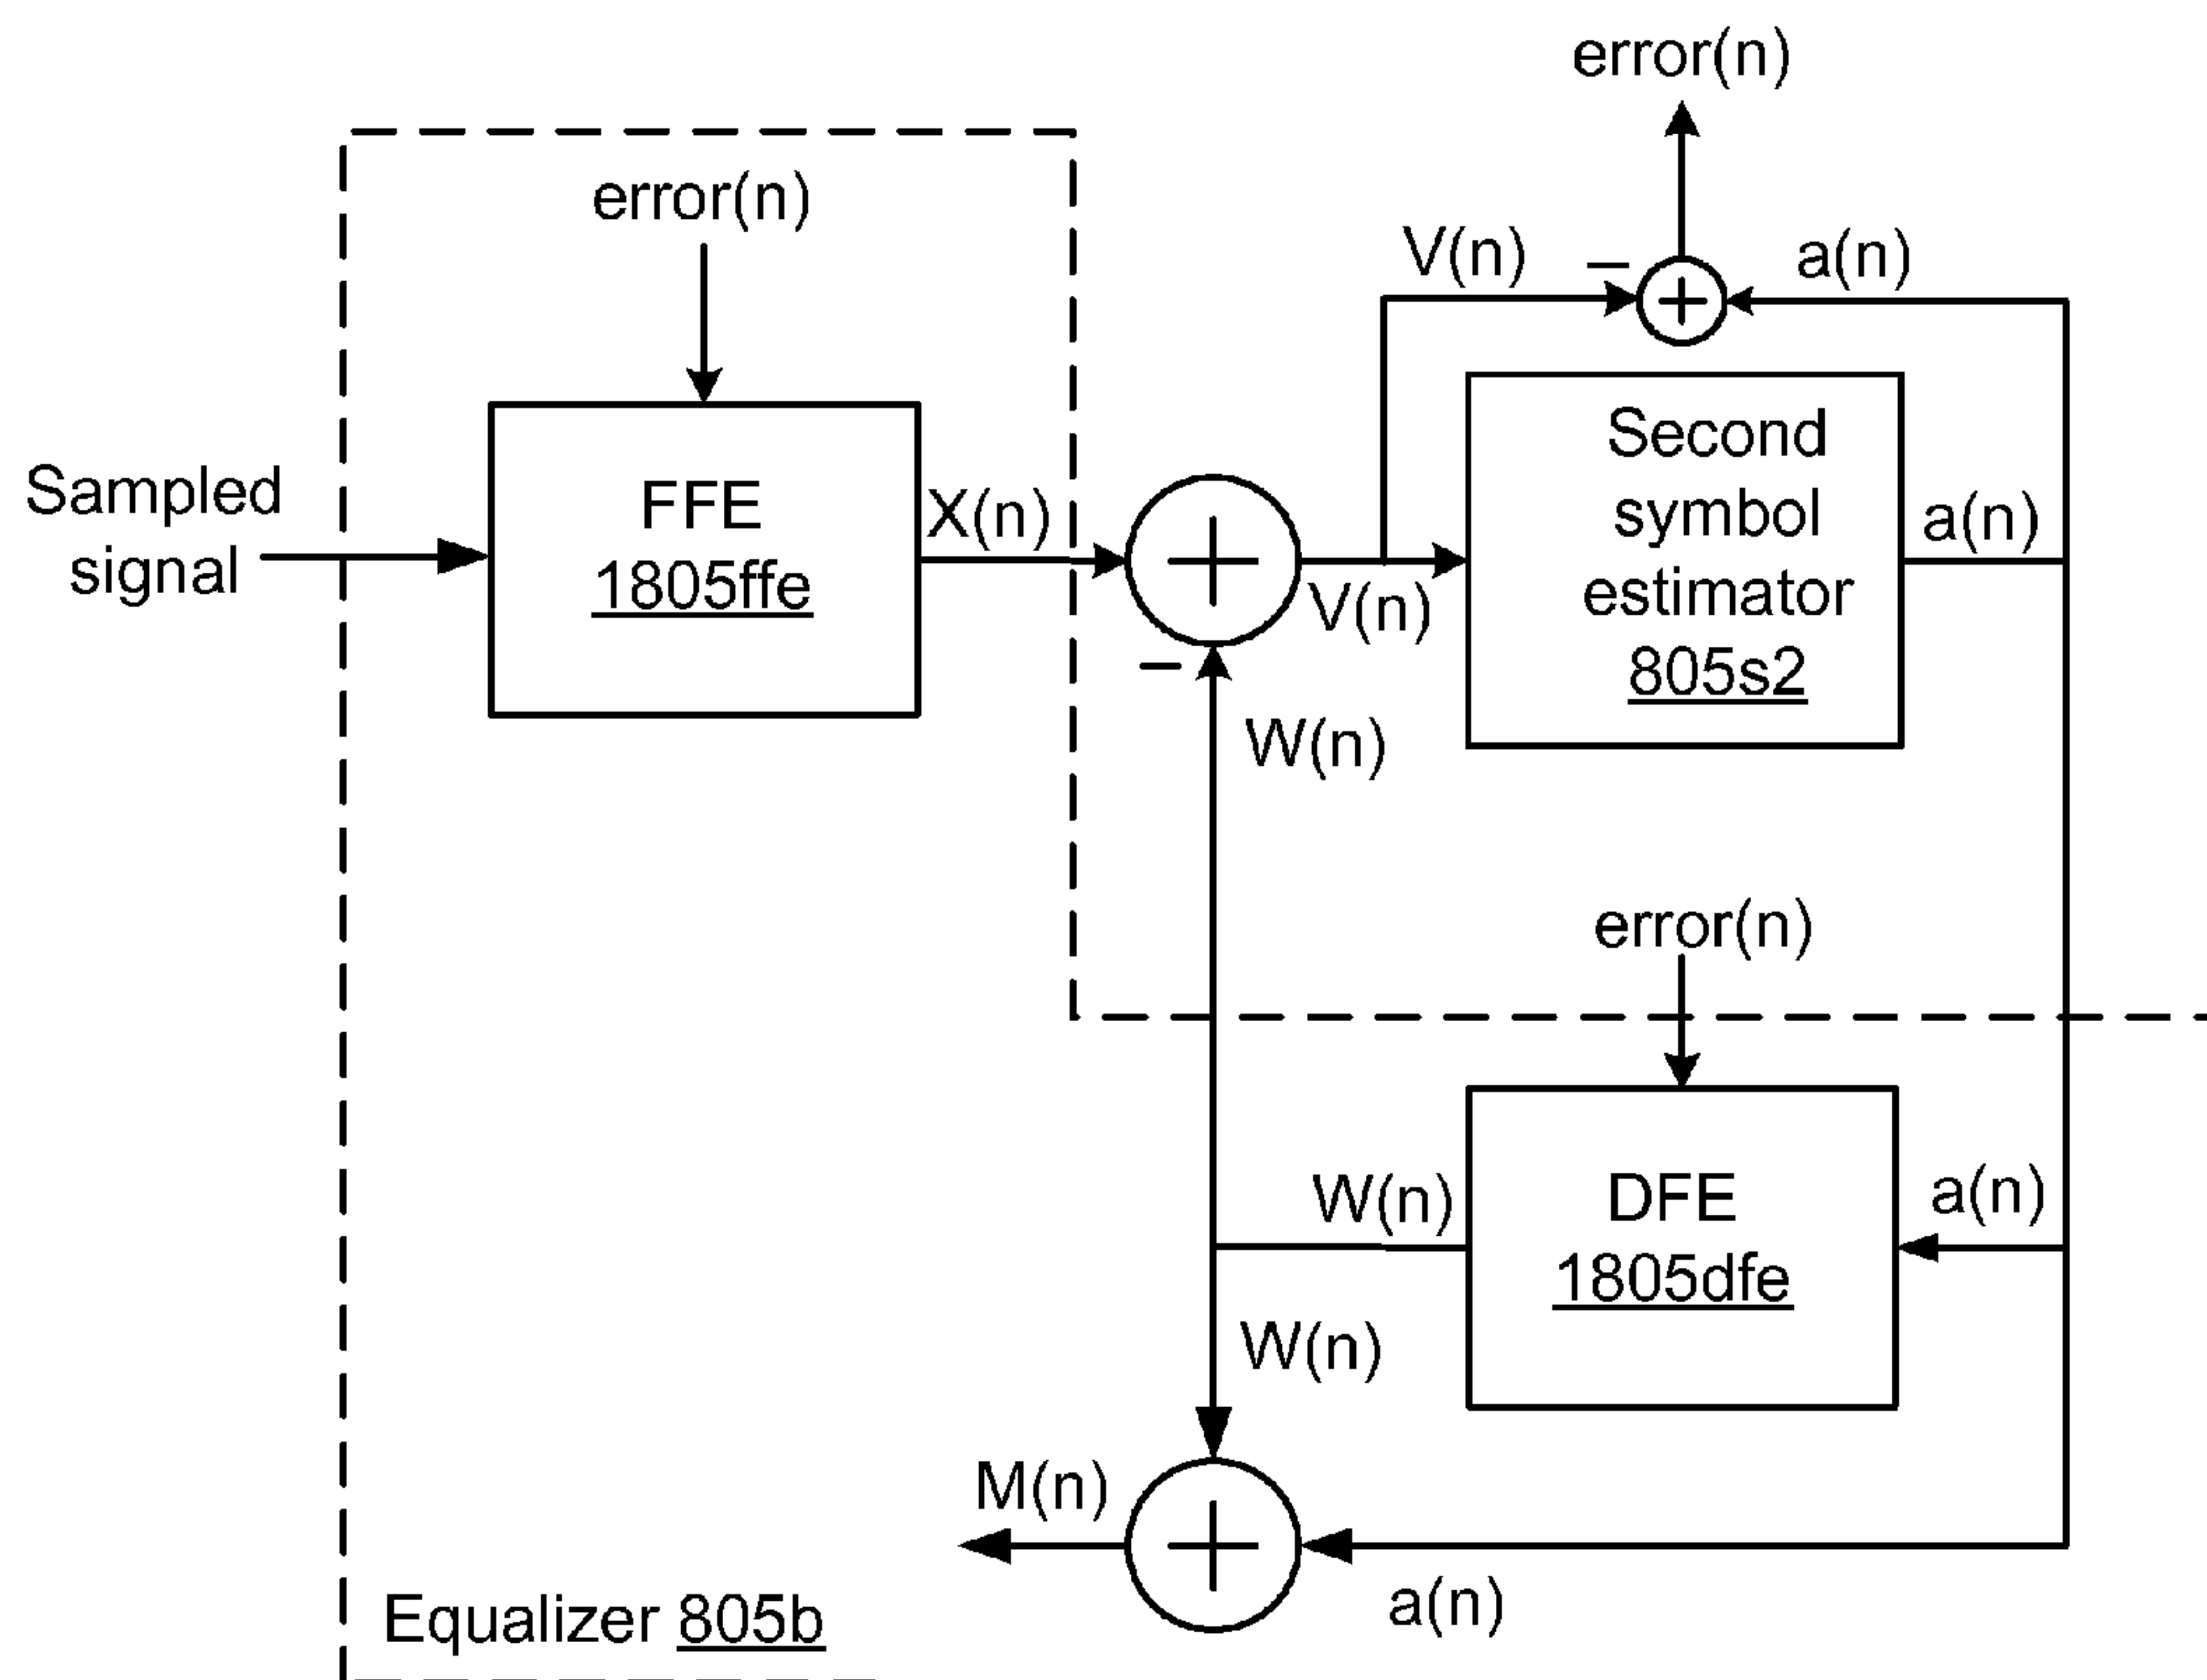 error(n)
error(n)
V(n)
–
a(n)
Sampled
signal
FFE
1805ffe
X(n)
+
–
V(n)
Second
symbol
estimator
805s2
a(n)
+
W(n)
error(n)
W(n)
DFE
1805dfe
a(n)
W(n)
M(n)
+
a(n)
Equalizer 805b